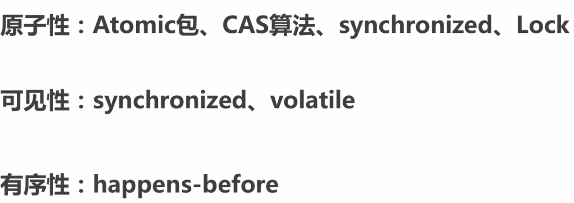 原子性：Atomic包、CAS算法、synchronized、Lock
可见性：synchronized、volatile
有序性：happens-before